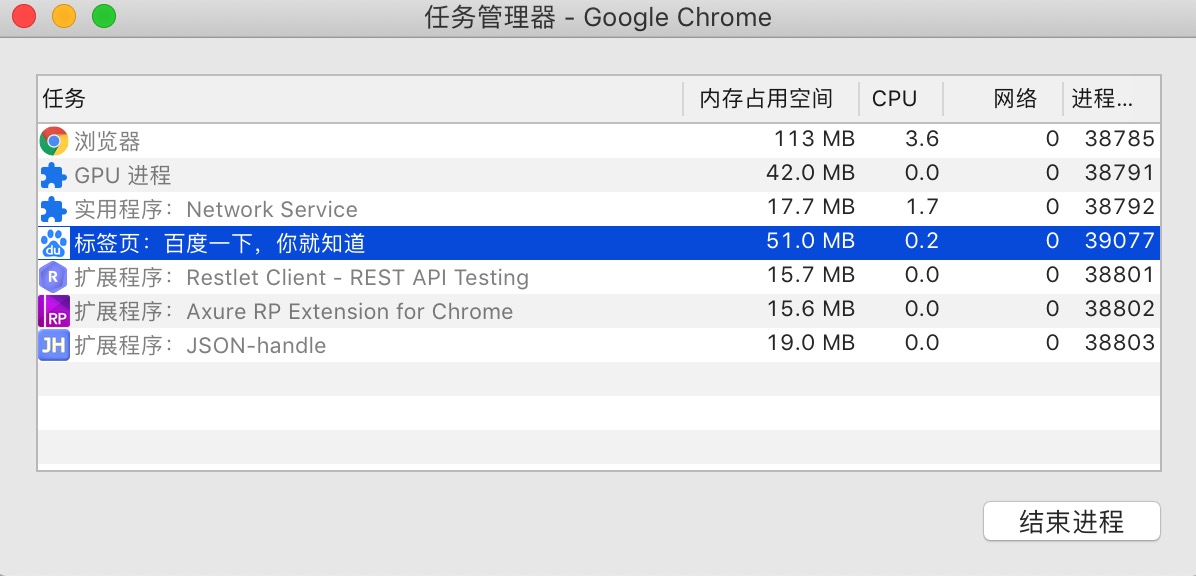 任务管理器 - Google Chrome
任务 内存占用空间 CPU 网络 进程...
浏览器 113 MB 3.6 0 38785
GPU 进程 42.0 MB 0.0 0 38791
实用程序：Network Service 17.7 MB 1.7 0 38792
du 标签页：百度一下，你就知道 51.0 MB 0.2 0 39077
R 扩展程序：Restlet Client - REST API Testing 15.7 MB 0.0 0 38801
RP 扩展程序：Axure RP Extension for Chrome 15.6 MB 0.0 0 38802
JH 扩展程序：JSON-handle 19.0 MB 0.0 0 38803
结束进程